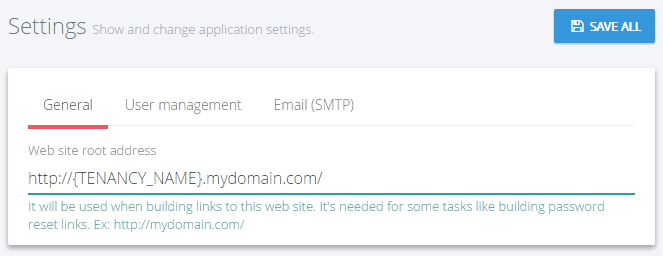 Settings Show and change application settings.
SAVE ALL
General User management Email (SMTP)
Web site root address
http://{TENANCY_NAME}.mydomain.com/
It will be used when building links to this web site. It's needed for some tasks like building password
reset links. Ex: http://mydomain.com/